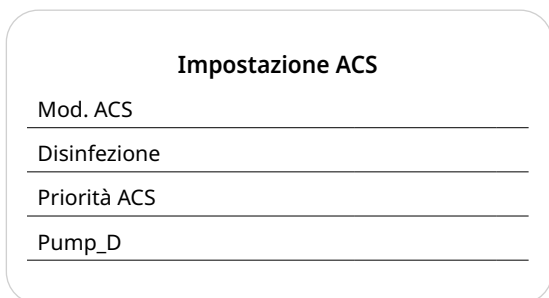 Impostazione ACS
Mod. ACS
Disinfezione
Priorità ACS
Pump_D